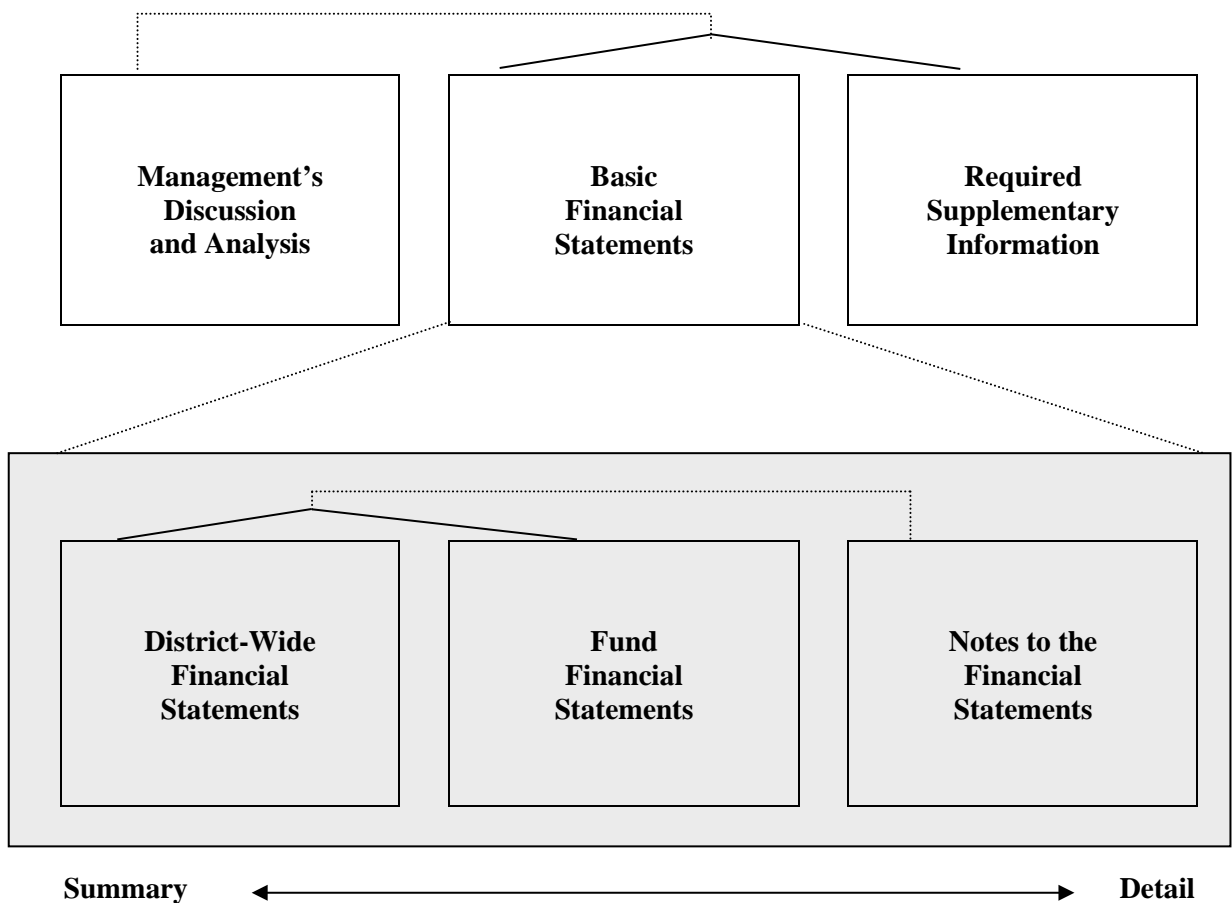 Management’s
Discussion
and Analysis
Basic
Financial
Statements
Required
Supplementary
Information
District-Wide
Financial
Statements
Fund
Financial
Statements
Notes to the
Financial
Statements
Summary
Detail